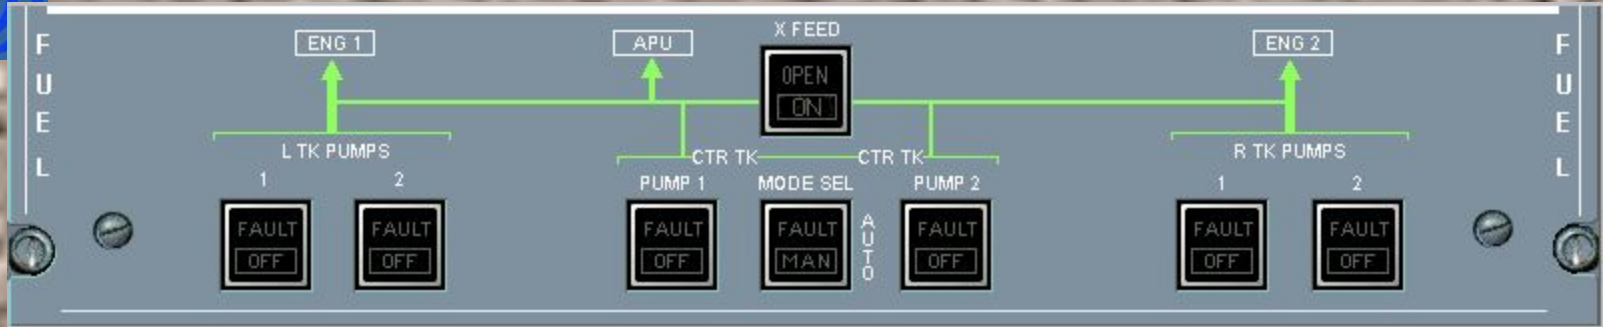 FUEL
ENG 1
APU
X FEED
OPEN
ON
ENG 2
FUEL
L TK PUMPS
CTR TK
CTR TK
R TK PUMPS
1
2
PUMP 1
MODE SEL
PUMP 2
1
2
FAULT
OFF
FAULT
OFF
FAULT
OFF
FAULT
MAN
AUTO
FAULT
OFF
FAULT
OFF
FAULT
OFF